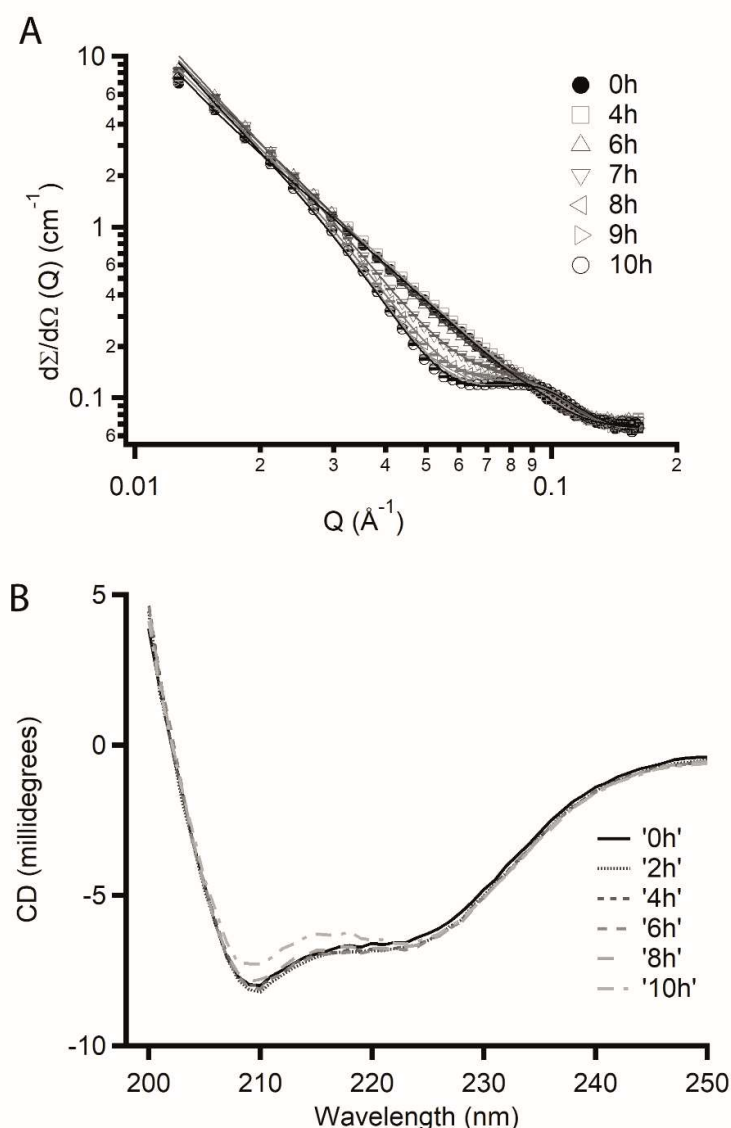 A
10
6
4
2
1
6
4
2
0.1
6
dΣ/dΩ (Q) (cm⁻¹)
0h
4h
6h
7h
8h
9h
10h
0.01
2
3
4
5
6
7
8
9
0.1
2
Q (Å⁻¹)
B
5
0
-5
-10
CD (millidegrees)
'0h'
'2h'
'4h'
'6h'
'8h'
'10h'
200
210
220
230
240
250
Wavelength (nm)